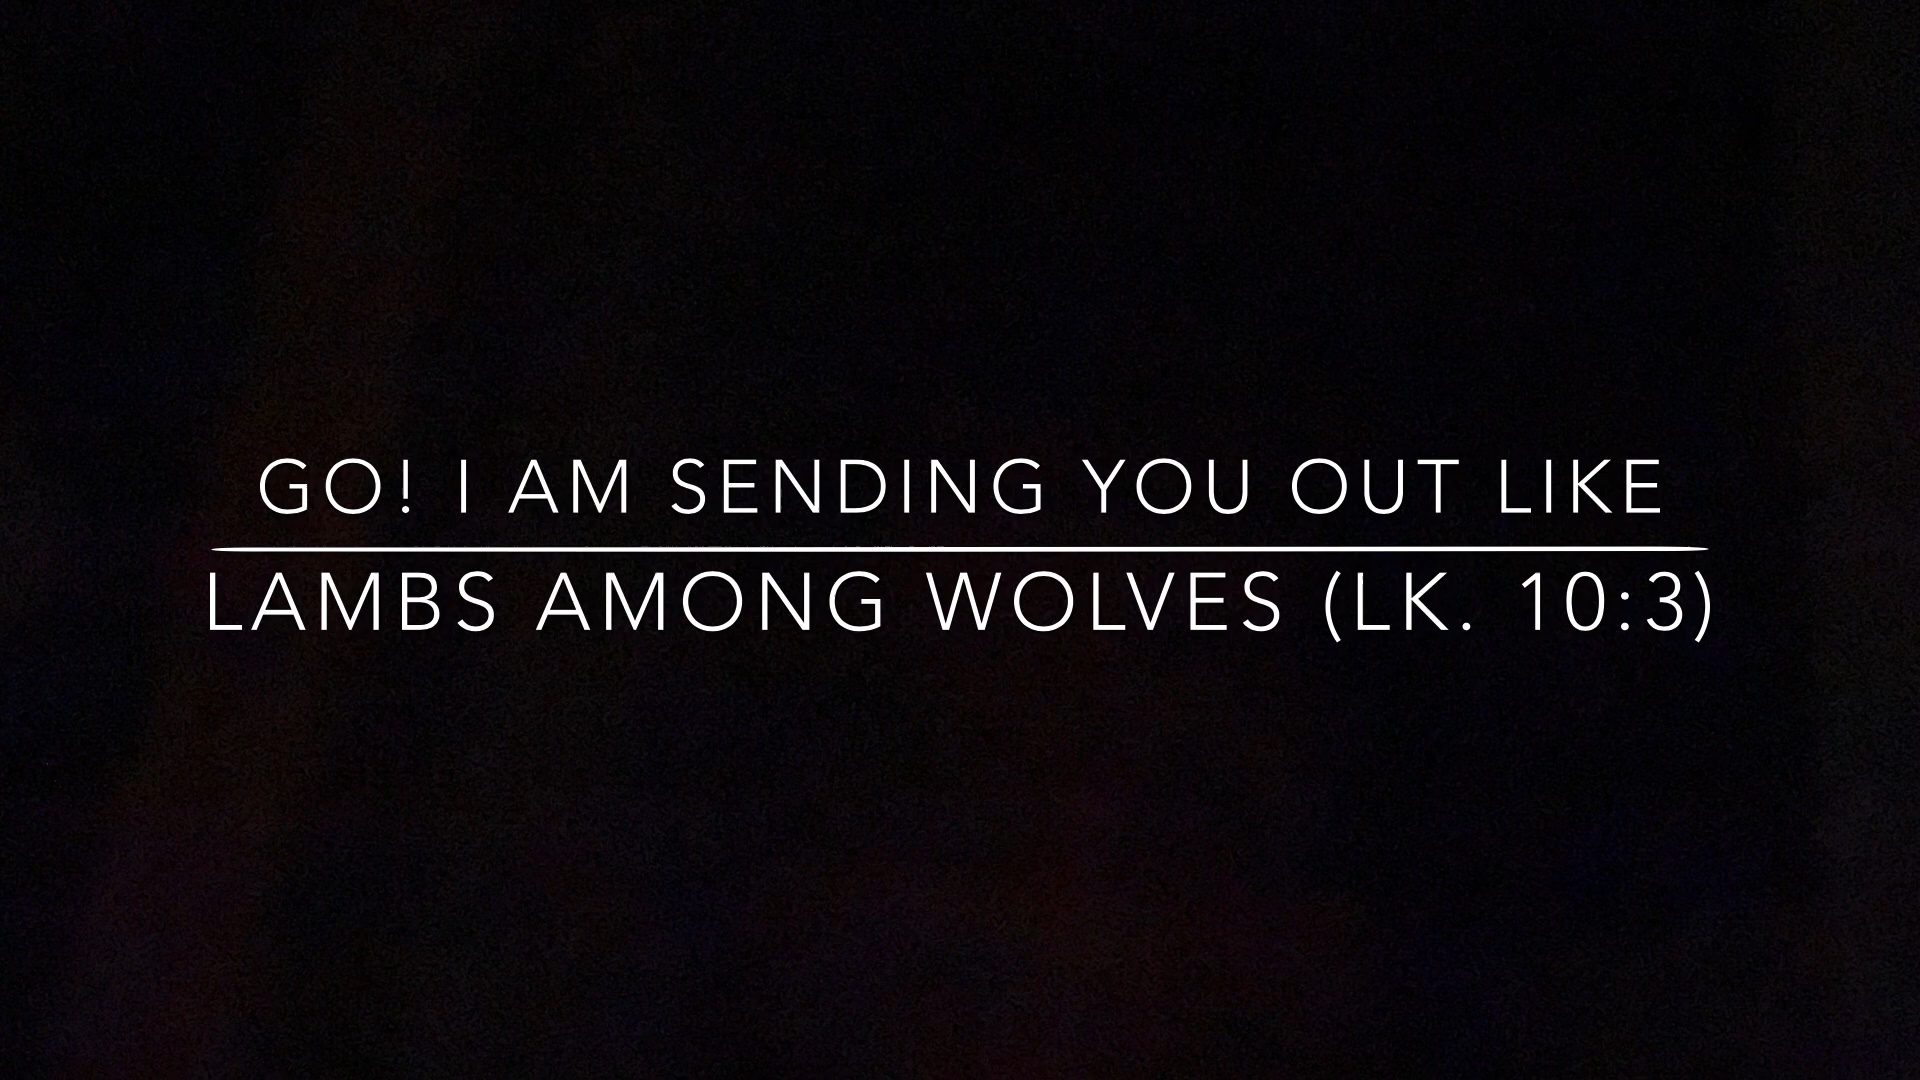 GO! I AM SENDING YOU OUT LIKE
LAMBS AMONG WOLVES (LK. 10:3)